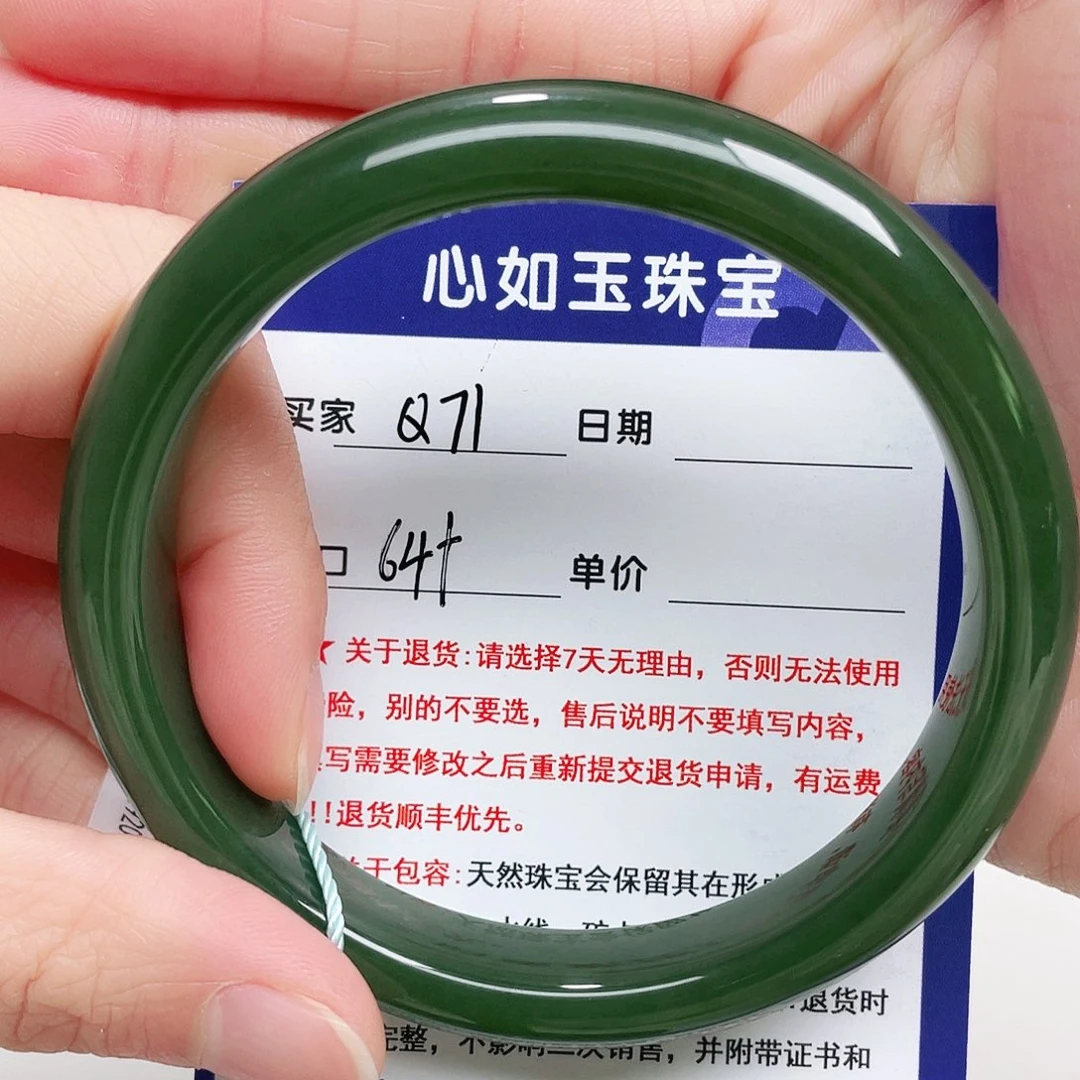 心如玉珠宝
买家 Q71 日期
口 64+ 单价
★ 关于退货:请选择7天无理由，否则无法使用
险，别的不要选，售后说明不要填写内容，
写需要修改之后重新提交退货申请，有运费
!!退货顺丰优先。
关于包容:天然珠宝会保留其在形
退货时
完整，不影响二次销售，并附带证书和